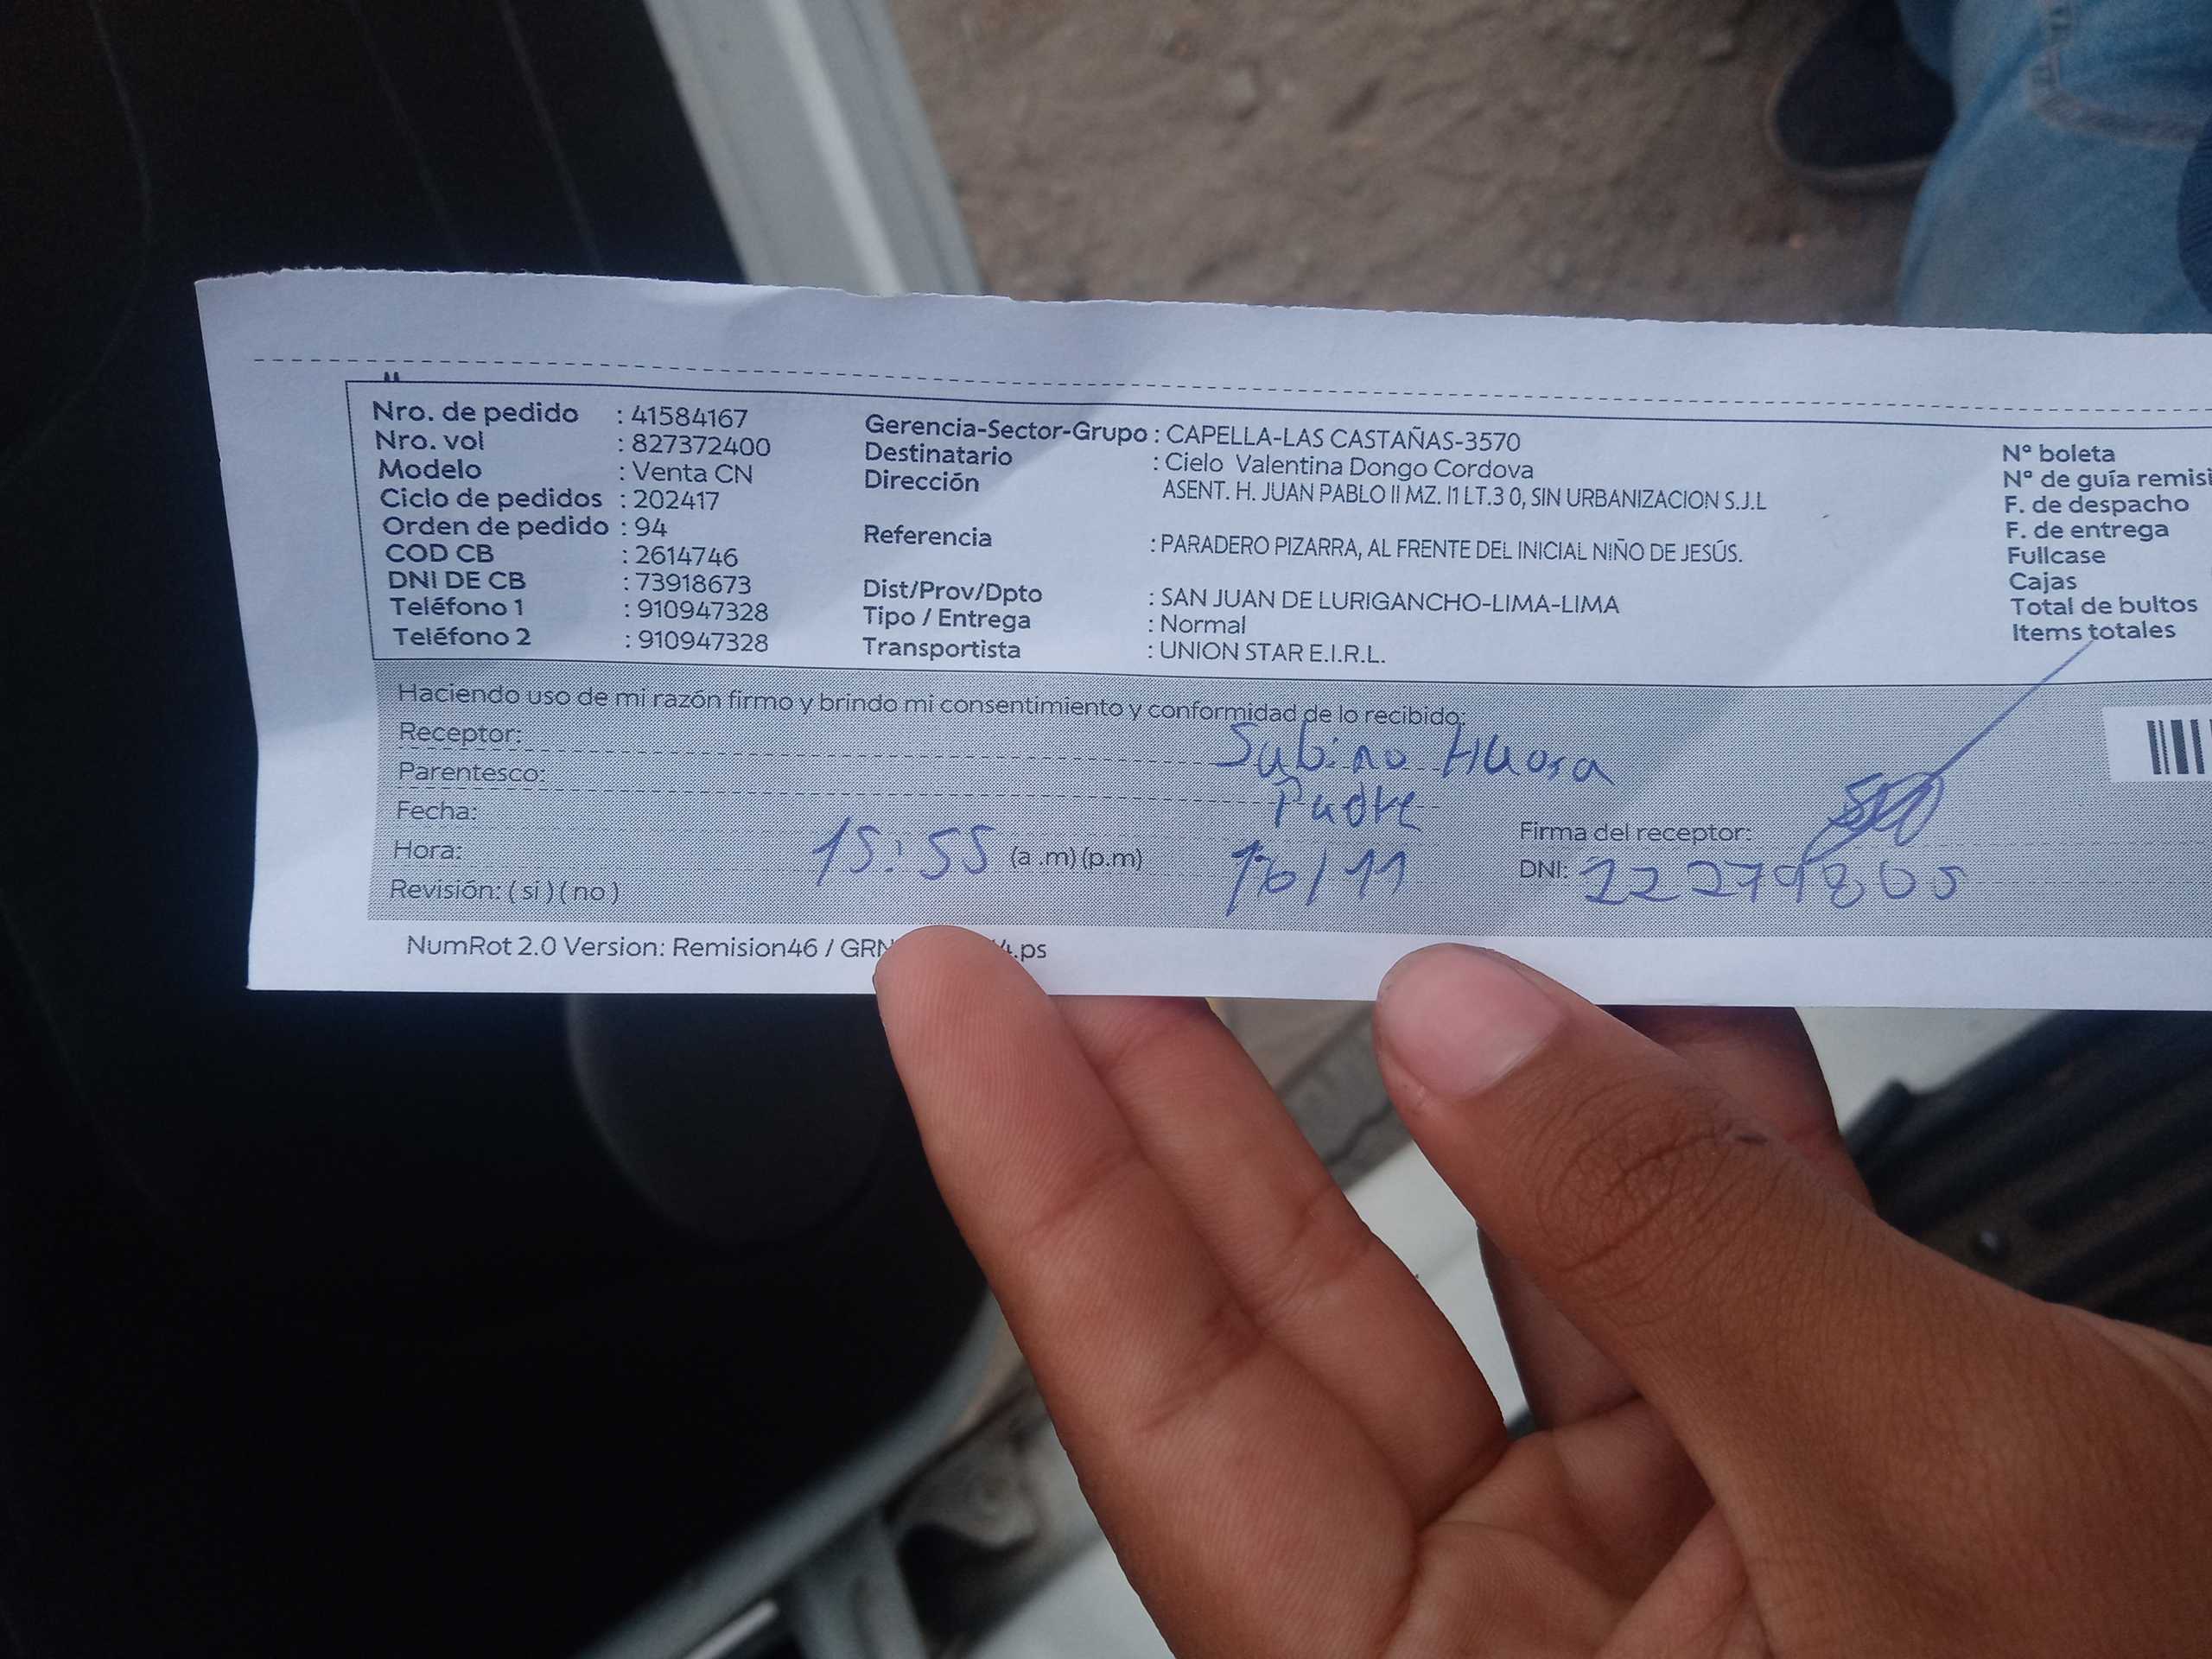 Nro. de pedido : 41584167
Nro. vol : 827372400
Modelo : Venta CN
Ciclo de pedidos : 202417
Orden de pedido : 94
COD CB : 2614746
DNI DE CB : 73918673
Teléfono 1 : 910947328
Teléfono 2 : 910947328
Gerencia-Sector-Grupo : CAPELLA-LAS CASTAÑAS-3570
Destinatario : Cielo Valentina Dongo Cordova
Dirección ASENT. H. JUAN PABLO II MZ. I1 LT.3 0, SIN URBANIZACION S.J.L
Referencia : PARADERO PIZARRA, AL FRENTE DEL INICIAL NIÑO DE JESÚS.
Dist/Prov/Dpto : SAN JUAN DE LURIGANCHO-LIMA-LIMA
Tipo / Entrega : Normal
Transportista : UNION STAR E.I.R.L.
N° boleta
N° de guía remisi
F. de despacho
F. de entrega
Fullcase
Cajas
Total de bultos
Items totales
Haciendo uso de mi razón firmo y brindo mi consentimiento y conformidad de lo recibido:
Receptor: Sabino
Parentesco: Padre
Fecha: 16/11
Hora: 15:55 (a .m) (p.m)
Revisión: ( si ) ( no )
Firma del receptor:
DNI:
NumRot 2.0 Version: Remision46 / GRN 4.ps